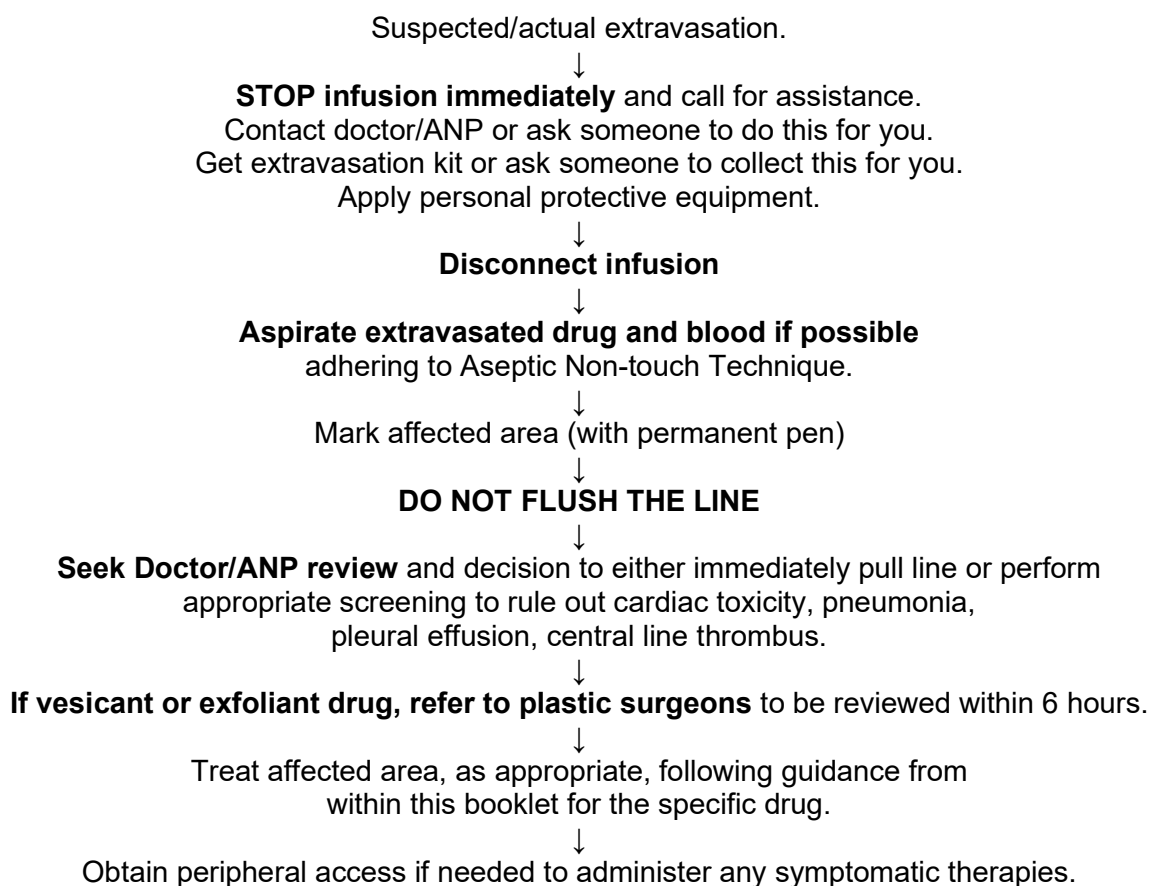 Suspected/actual extravasation.
↓
STOP infusion immediately and call for assistance.
Contact doctor/ANP or ask someone to do this for you.
Get extravasation kit or ask someone to collect this for you.
Apply personal protective equipment.
↓
Disconnect infusion
↓
Aspirate extravasated drug and blood if possible
adhering to Aseptic Non-touch Technique.
↓
Mark affected area (with permanent pen)
↓
DO NOT FLUSH THE LINE
↓
Seek Doctor/ANP review and decision to either immediately pull line or perform
appropriate screening to rule out cardiac toxicity, pneumonia,
pleural effusion, central line thrombus.
↓
If vesicant or exfoliant drug, refer to plastic surgeons to be reviewed within 6 hours.
↓
Treat affected area, as appropriate, following guidance from
within this booklet for the specific drug.
↓
Obtain peripheral access if needed to administer any symptomatic therapies.